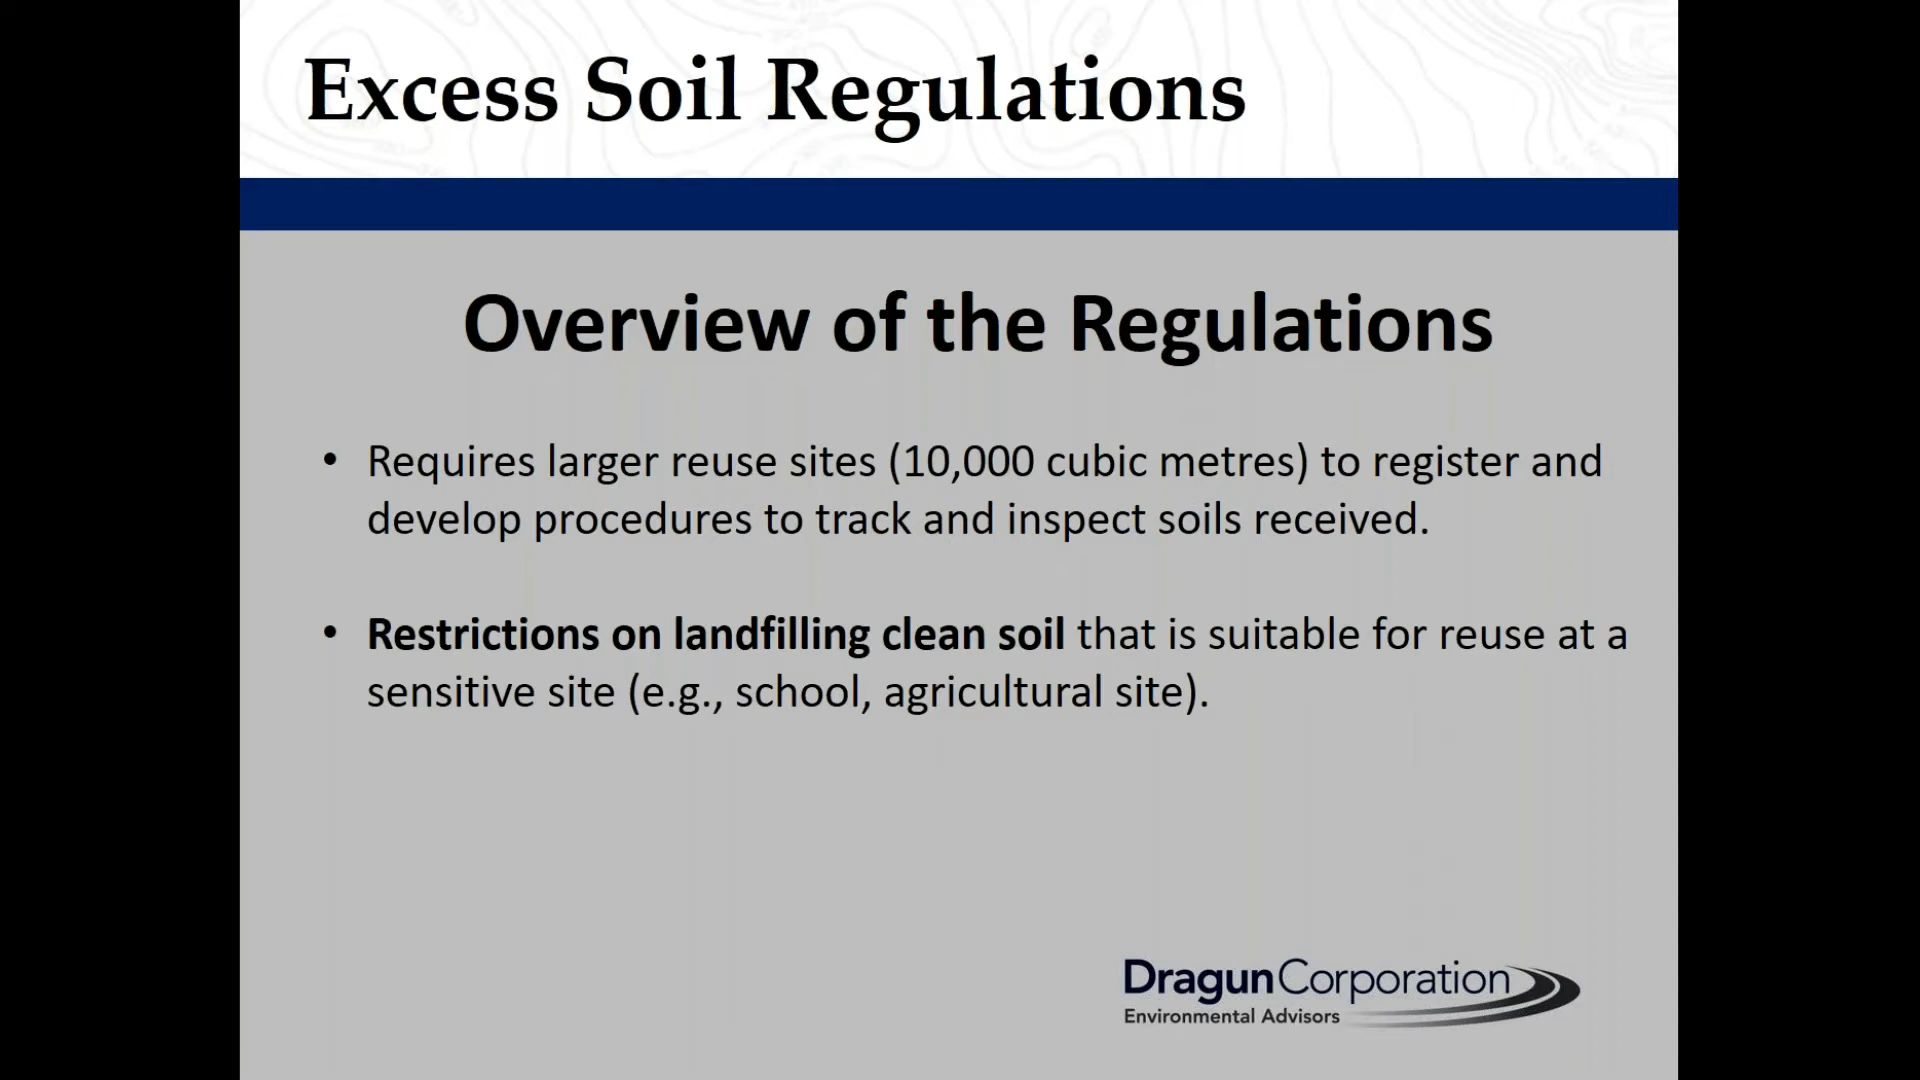 Excess Soil Regulations
Overview of the Regulations
• Requires larger reuse sites (10,000 cubic metres) to register and
develop procedures to track and inspect soils received.
• Restrictions on landfilling clean soil that is suitable for reuse at a
sensitive site (e.g., school, agricultural site).
DragunCorporation
Environmental Advisors